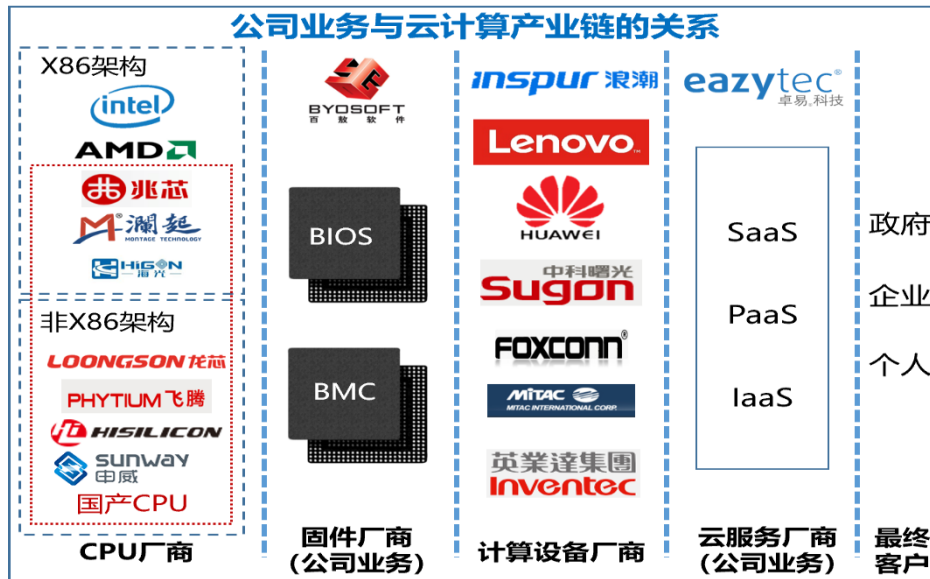 公司业务与云计算产业链的关系
X86架构
intel
AMD
兆芯
澜起
MONTAGE TECHNOLOGY
HiGON
海光
非X86架构
LOONGSON 龙芯
PHYTIUM 飞腾
HISILICON
SUNWAY
申威
国产CPU
CPU厂商
BYOSOFT
百敖软件
BIOS
BMC
固件厂商
(公司业务)
inspur 浪潮
Lenovo
HUAWEI
中科曙光
Sugon
FOXCONN®
MiTAC
MITAC INTERNATIONAL CORP.
英業達集團
Inventec
计算设备厂商
eazytec®
卓易®科技
SaaS
PaaS
IaaS
云服务厂商
(公司业务)
政府
企业
个人
最终
客户